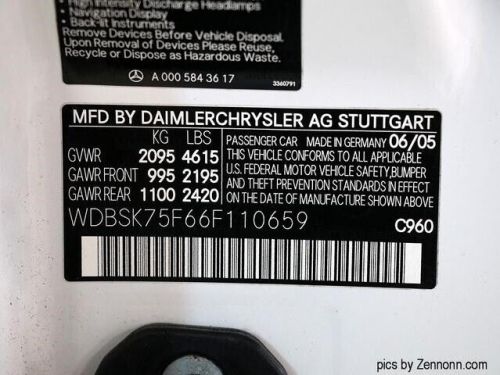 • High Intensity Discharge Headlamps
• Navigation Display
• Back-lit Instruments
Remove Devices Before Vehicle Disposal.
Upon Removal of Devices Please Reuse,
Recycle or Dispose as Hazardous Waste.
A 000 584 36 17
3360791
MFD BY DAIMLERCHRYSLER AG STUTTGART
KG LBS
GVWR 2095 4615
GAWR FRONT 995 2195
GAWR REAR 1100 2420
PASSENGER CAR MADE IN GERMANY 06/05
THIS VEHICLE CONFORMS TO ALL APPLICABLE
U.S. FEDERAL MOTOR VEHICLE SAFETY,BUMPER
AND THEFT PREVENTION STANDARDS IN EFFECT
ON THE DATE OF MANUFACTURE SHOWN ABOVE
WDBSK75F66F110659
C960
pics by Zennonn.com